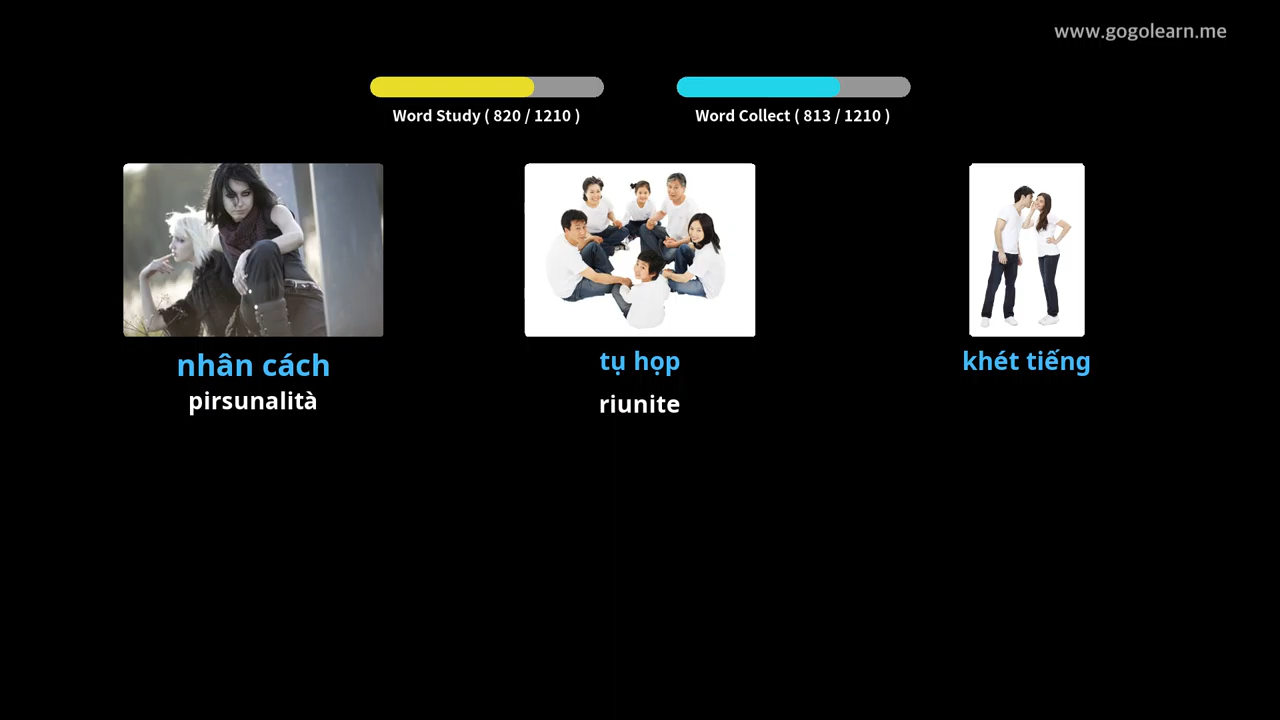 www.gogolearn.me
Word Study ( 820 / 1210 )
Word Collect ( 813 / 1210 )
nhân cách
pirsunalità
tụ họp
riunite
khét tiếng